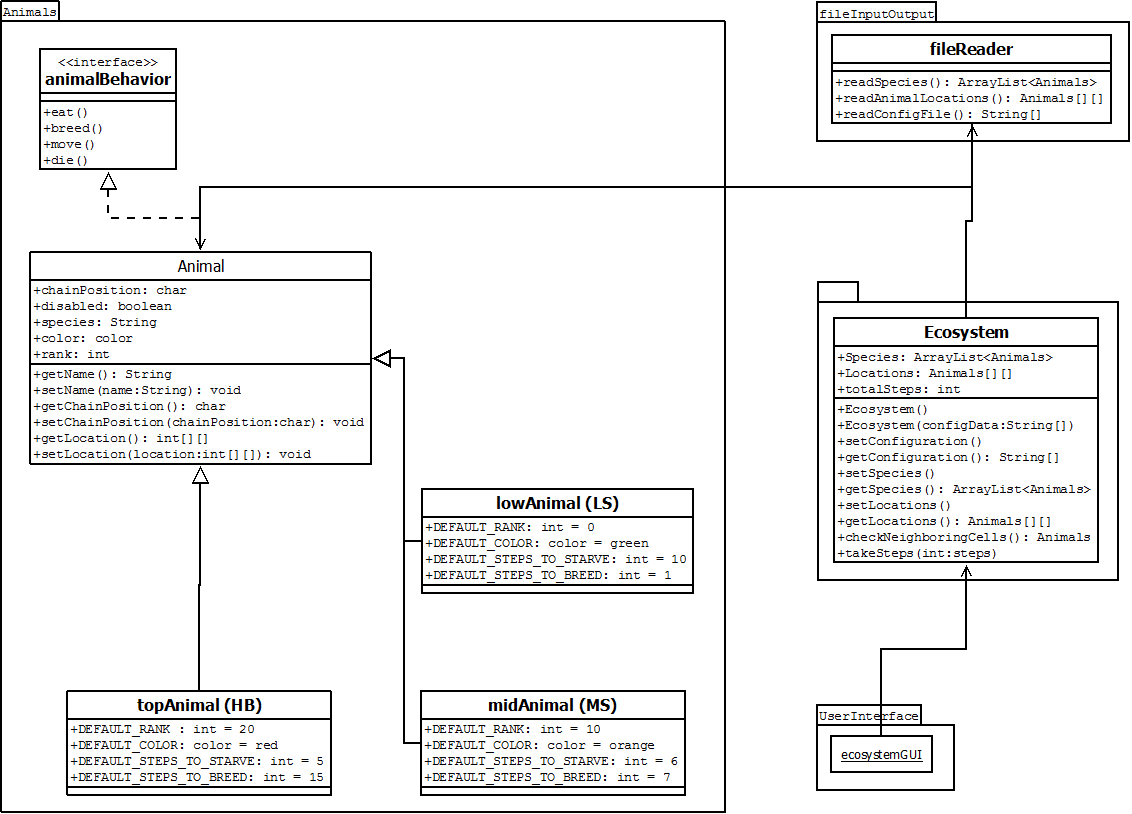 Animals
<<interface>>
animalBehavior
+eat()
+breed()
+move()
+die()
Animal
+chainPosition: char
+disabled: boolean
+species: String
+color: color
+rank: int
+getName(): String
+setName(name:String): void
+getChainPosition(): char
+setChainPosition(chainPosition:char): void
+getLocation(): int[][]
+setLocation(location:int[][]): void
lowAnimal (LS)
+DEFAULT_RANK: int = 0
+DEFAULT_COLOR: color = green
+DEFAULT_STEPS_TO_STARVE: int = 10
+DEFAULT_STEPS_TO_BREED: int = 1
topAnimal (HB)
+DEFAULT_RANK : int = 20
+DEFAULT_COLOR: color = red
+DEFAULT_STEPS_TO_STARVE: int = 5
+DEFAULT_STEPS_TO_BREED: int = 15
midAnimal (MS)
+DEFAULT_RANK: int = 10
+DEFAULT_COLOR: color = orange
+DEFAULT_STEPS_TO_STARVE: int = 6
+DEFAULT_STEPS_TO_BREED: int = 7
fileInputOutput
fileReader
+readSpecies(): ArrayList<Animals>
+readAnimalLocations(): Animals[][]
+readConfigFile(): String[]
Ecosystem
+Species: ArrayList<Animals>
+Locations: Animals[][]
+totalSteps: int
+Ecosystem()
+Ecosystem(configData:String[])
+setConfiguration()
+getConfiguration(): String[]
+setSpecies()
+getSpecies(): ArrayList<Animals>
+setLocations()
+getLocations(): Animals[][]
+checkNeighboringCells(): Animals
+takeSteps(int:steps)
UserInterface
ecosystemGUI